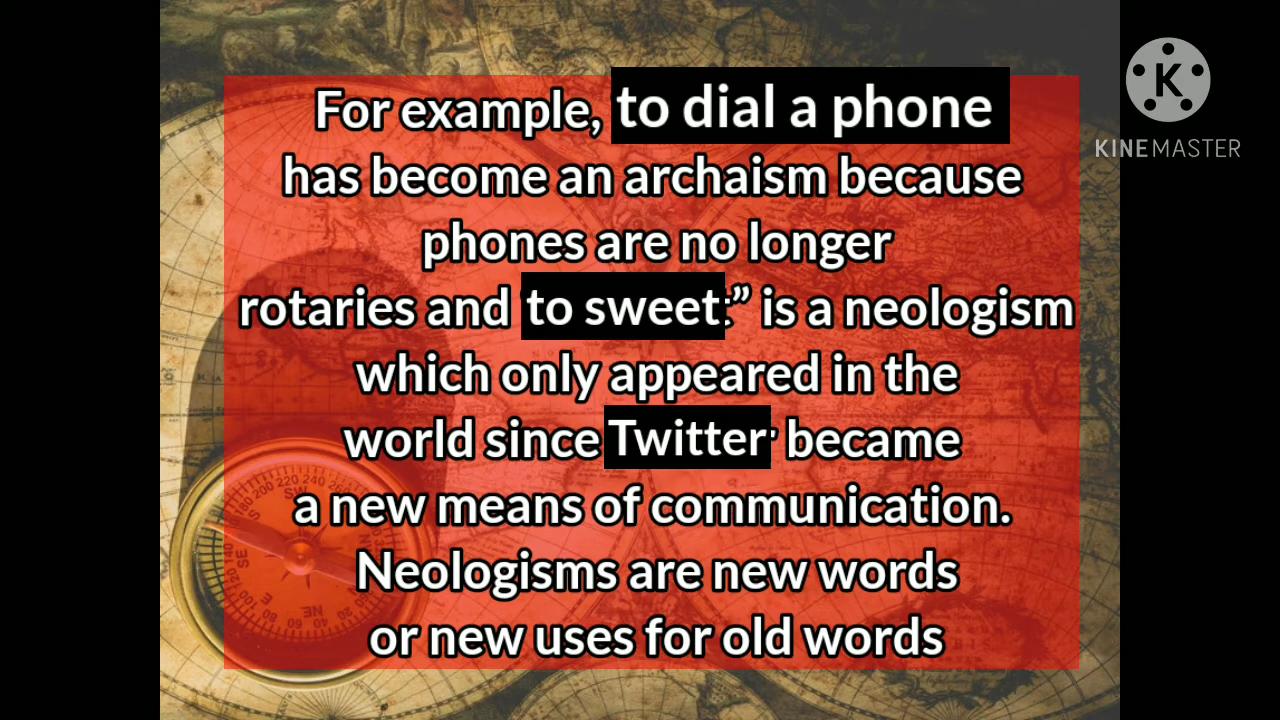 For example, to dial a phone
has become an archaism because
phones are no longer
rotaries and to sweet” is a neologism
which only appeared in the
world since Twitter became
a new means of communication.
Neologisms are new words
or new uses for old words
K
KINEMASTER